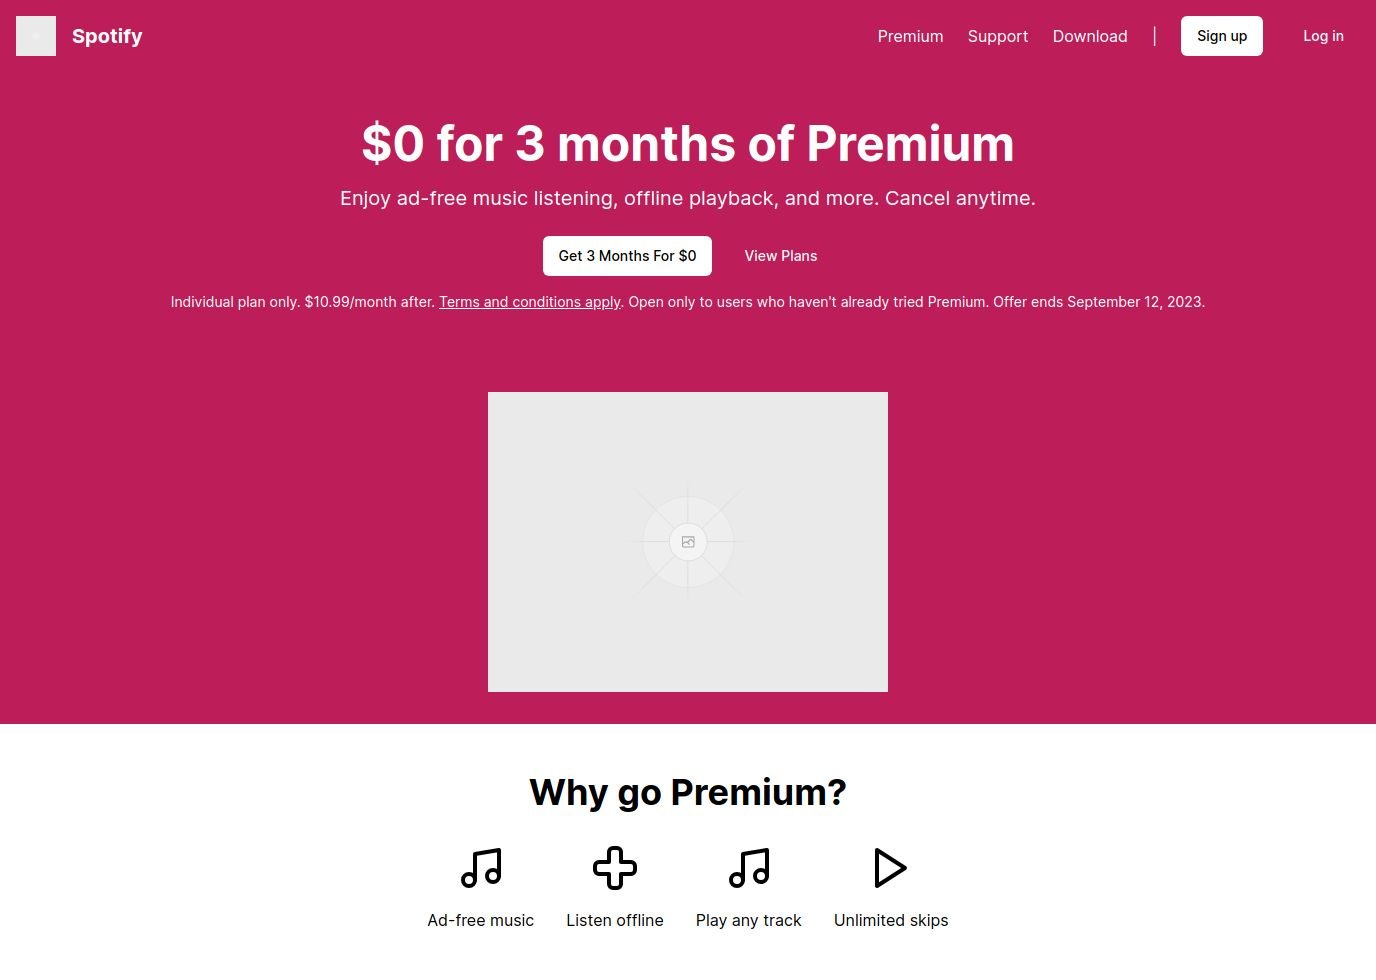 Spotify
Premium Support Download | Sign up Log in
$0 for 3 months of Premium
Enjoy ad-free music listening, offline playback, and more. Cancel anytime.
Get 3 Months For $0 View Plans
Individual plan only. $10.99/month after. Terms and conditions apply. Open only to users who haven't already tried Premium. Offer ends September 12, 2023.
Why go Premium?
Ad-free music Listen offline Play any track Unlimited skips